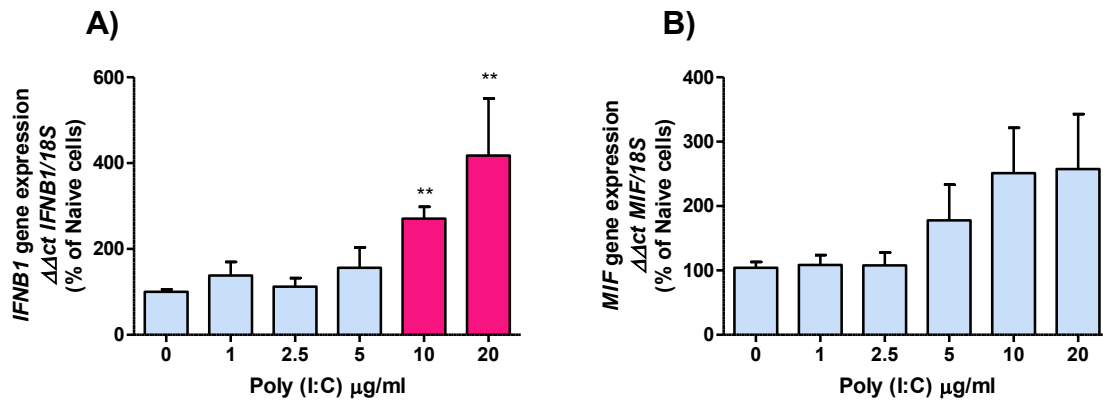 A)
IFNB1 gene expression
ΔΔct IFNB1/18S
(% of Naive cells)
600
400
200
0
**
**
0 1 2.5 5 10 20
Poly (I:C) μg/ml
B)
MIF gene expression
ΔΔct MIF/18S
(% of Naive cells)
400
300
200
100
0
0 1 2.5 5 10 20
Poly (I:C) μg/ml